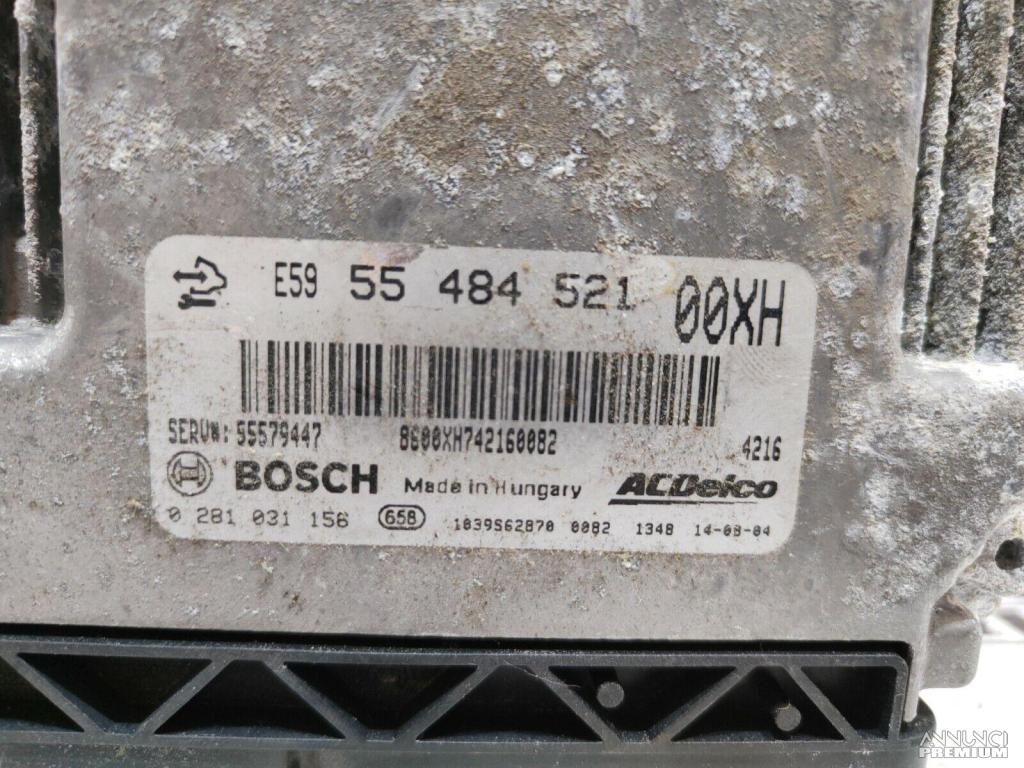 E59 55 484 521 00XH
SERV№: 55579447 8600XH742160082 4216
BOSCH Made in Hungary ACDelco
0 281 031 156 658 1039S62870 0082 1348 14-08-04
ANNUNCI
PREMIUM